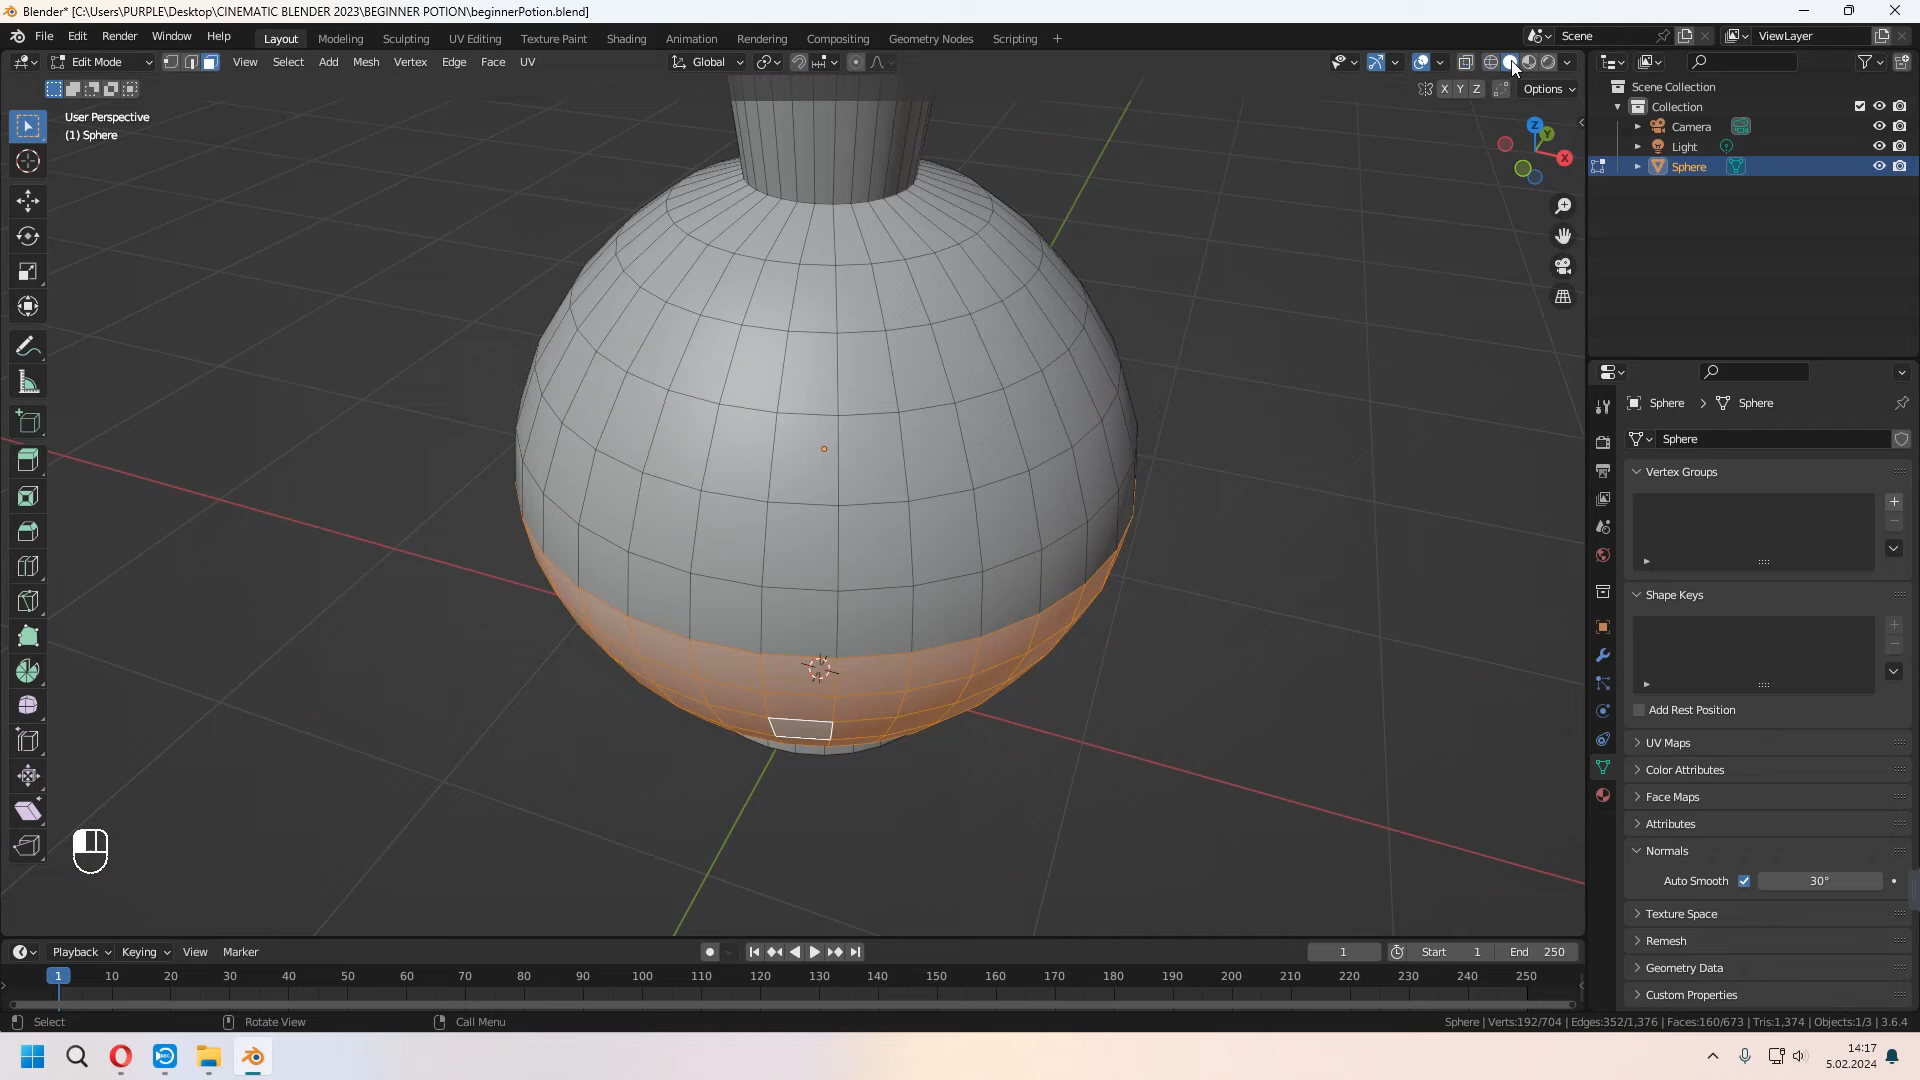 Blender* [C:\Users\PURPLE\Desktop\CINEMATIC BLENDER 2023\BEGINNER POTION\beginnerPotion.blend]
File Edit Render Window Help
Layout Modeling Sculpting UV Editing Texture Paint Shading Animation Rendering Compositing Geometry Nodes Scripting +
Scene
ViewLayer
Edit Mode
View Select Add Mesh Vertex Edge Face UV
Global
X Y Z
Options
User Perspective
(1) Sphere
Z
Y
X
Scene Collection
Collection
Camera
Light
Sphere
Sphere > Sphere
Sphere
Vertex Groups
Shape Keys
Add Rest Position
UV Maps
Color Attributes
Face Maps
Attributes
Normals
Auto Smooth 30°
Texture Space
Remesh
Geometry Data
Custom Properties
Playback Keying View Marker
1
Start 1
End 250
1 10 20 30 40 50 60 70 80 90 100 110 120 130 140 150 160 170 180 190 200 210 220 230 240 250
Select
Rotate View
Call Menu
Sphere | Verts:192/704 | Edges:352/1,376 | Faces:160/673 | Tris:1,374 | Objects:1/3 | 3.6.4
14:17
5.02.2024